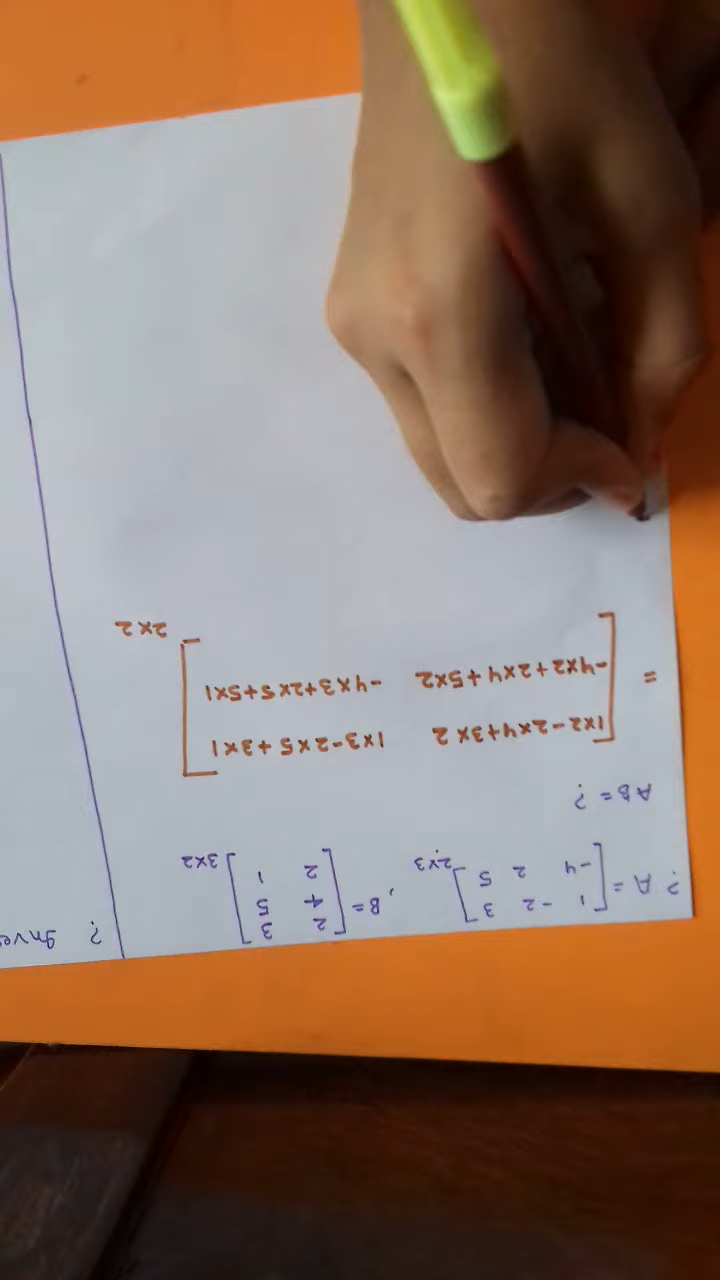 ? A = [ 1 -2 3
-4 2 5 ] 2x3 , B = [ 2 3
4 5
2 1 ] 3x2
AB = ?
= [ 1x2-2x4+3x2 1x3-2x5+3x1
-4x2+2x4+5x2 -4x3+2x5+5x1 ] 2x2
? Inve